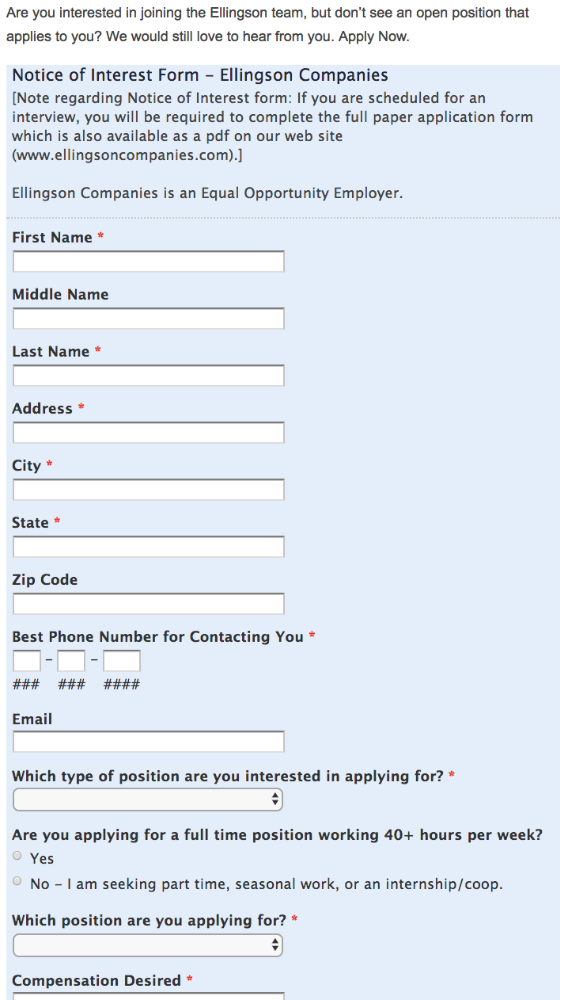 Are you interested in joining the Ellingson team, but don’t see an open position that
applies to you? We would still love to hear from you. Apply Now.
Notice of Interest Form – Ellingson Companies
[Note regarding Notice of Interest form: If you are scheduled for an
interview, you will be required to complete the full paper application form
which is also available as a pdf on our web site
(www.ellingsoncompanies.com).]
Ellingson Companies is an Equal Opportunity Employer.
First Name *
Middle Name
Last Name *
Address *
City *
State *
Zip Code
Best Phone Number for Contacting You *
– –
### ### ####
Email
Which type of position are you interested in applying for? *
Are you applying for a full time position working 40+ hours per week?
Yes
No – I am seeking part time, seasonal work, or an internship/coop.
Which position are you applying for? *
Compensation Desired *